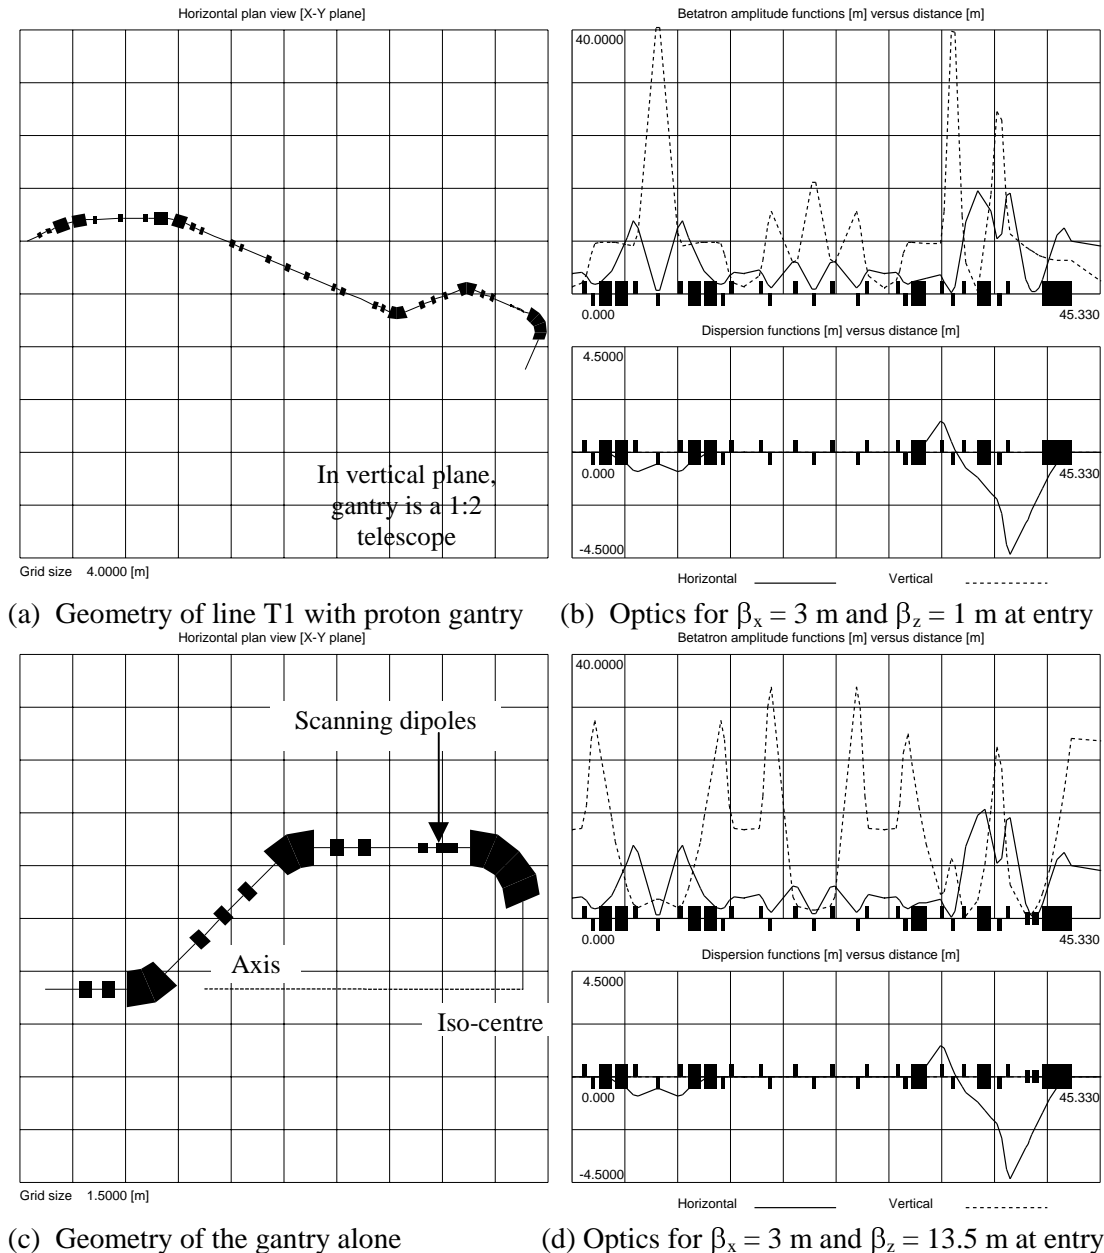 Horizontal plan view [X-Y plane]
In vertical plane,
gantry is a 1:2
telescope
Grid size 4.0000 [m]
(a) Geometry of line T1 with proton gantry
Betatron amplitude functions [m] versus distance [m]
40.0000
0.000
45.330
Dispersion functions [m] versus distance [m]
4.5000
0.000
45.330
-4.5000
Horizontal
Vertical
(b) Optics for βx = 3 m and βz = 1 m at entry
Horizontal plan view [X-Y plane]
Scanning dipoles
Axis
Iso-centre
Grid size 1.5000 [m]
(c) Geometry of the gantry alone
Betatron amplitude functions [m] versus distance [m]
40.0000
0.000
45.330
Dispersion functions [m] versus distance [m]
4.5000
0.000
45.330
-4.5000
Horizontal
Vertical
(d) Optics for βx = 3 m and βz = 13.5 m at entry